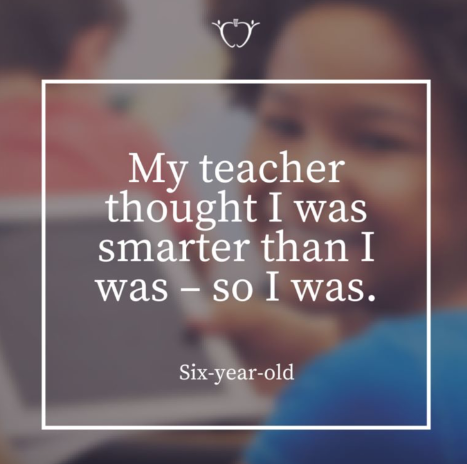 My teacher
thought I was
smarter than I
was – so I was.
Six-year-old